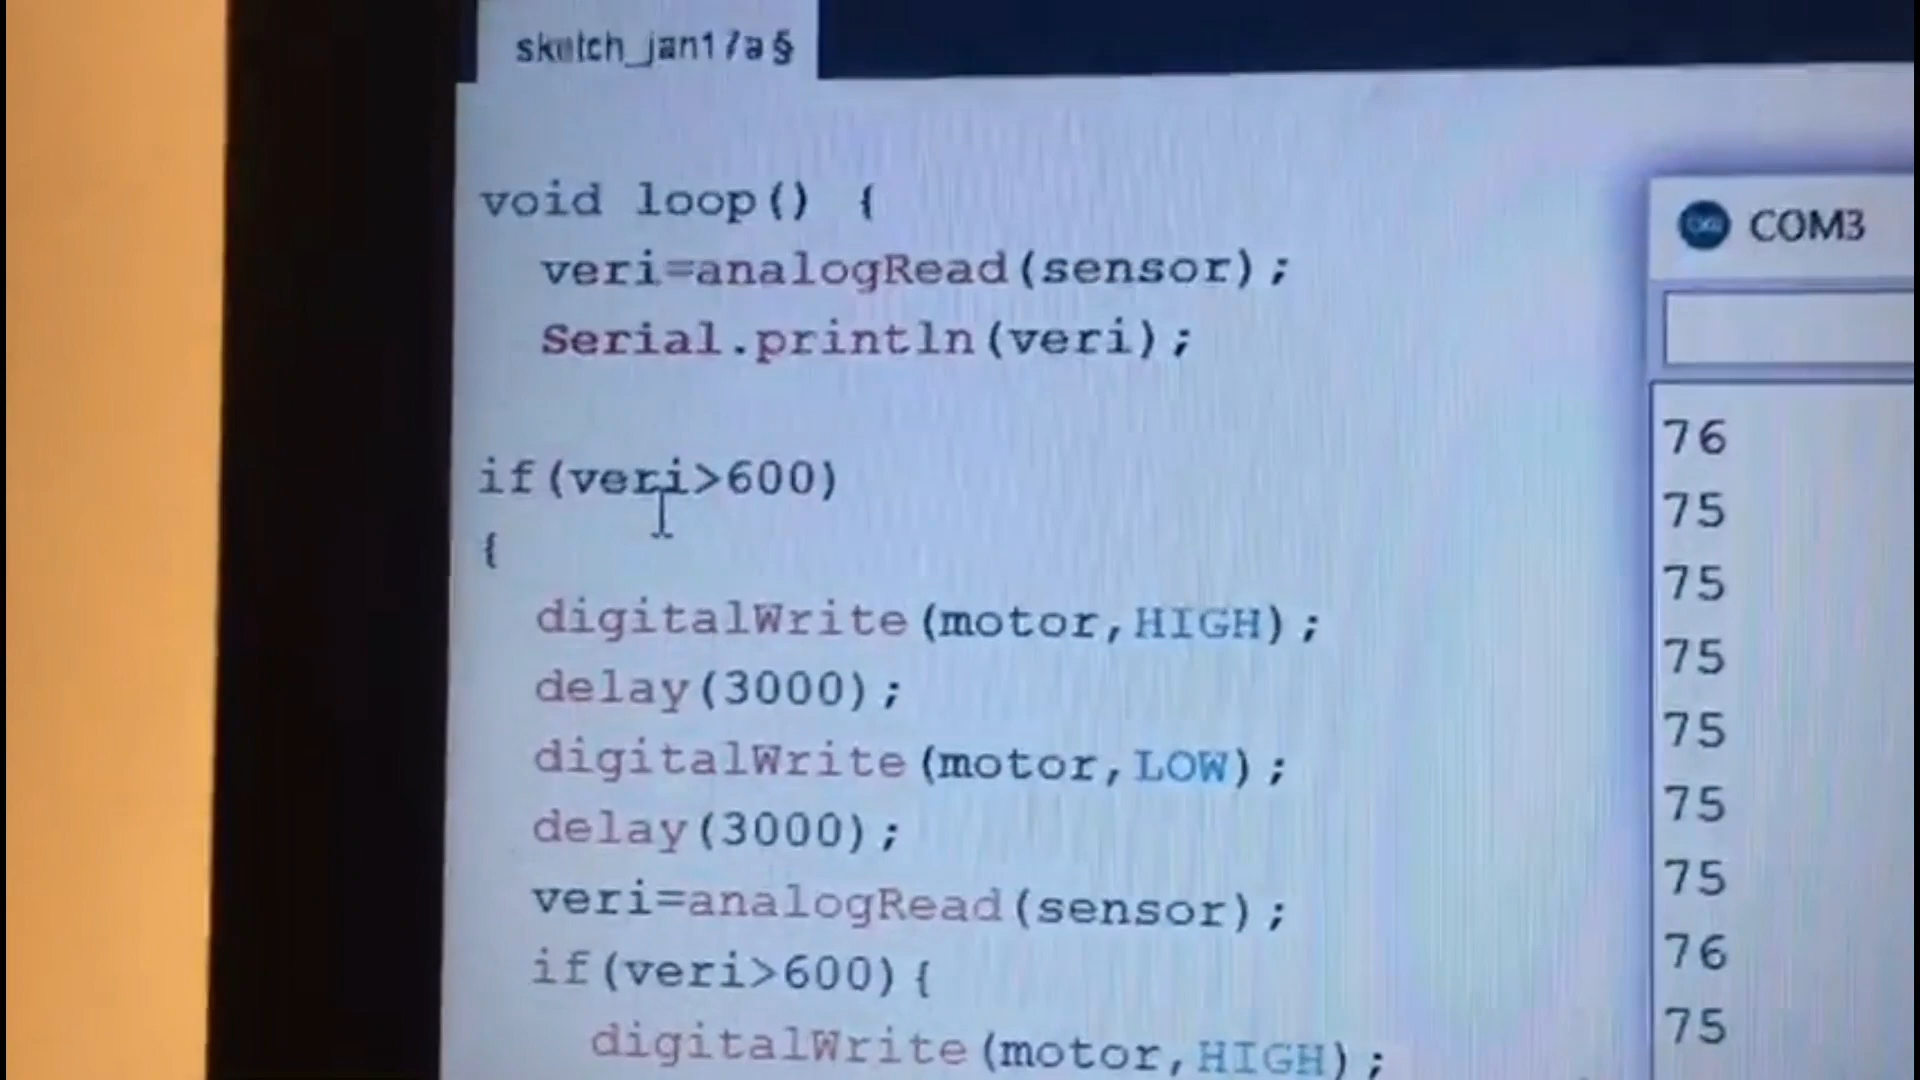 sketch_jan17a§
void loop() {
veri=analogRead(sensor);
Serial.println(veri);
if(veri>600)
{
digitalWrite(motor,HIGH);
delay(3000);
digitalWrite(motor,LOW);
delay(3000);
veri=analogRead(sensor);
if(veri>600){
digitalWrite(motor,HIGH);
COM3
76
75
75
75
75
75
75
76
75